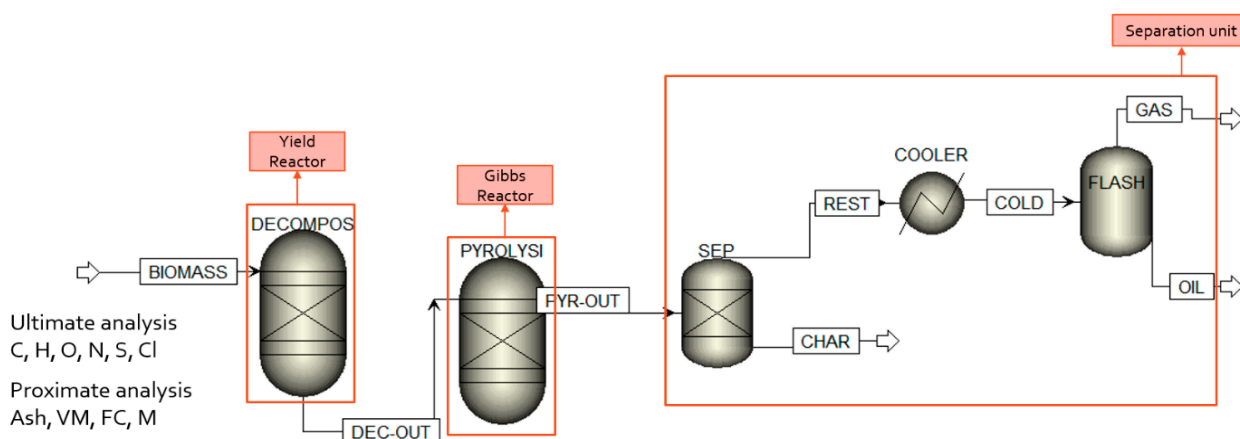 Separation unit
GAS
Yield
Reactor
COOLER
FLASH
Gibbs
Reactor
REST
COLD
DECOMPOS
PYROLYSI
SEP
BIOMASS
PYR-OUT
OIL
Ultimate analysis
C, H, O, N, S, Cl
CHAR
Proximate analysis
Ash, VM, FC, M
DEC-OUT